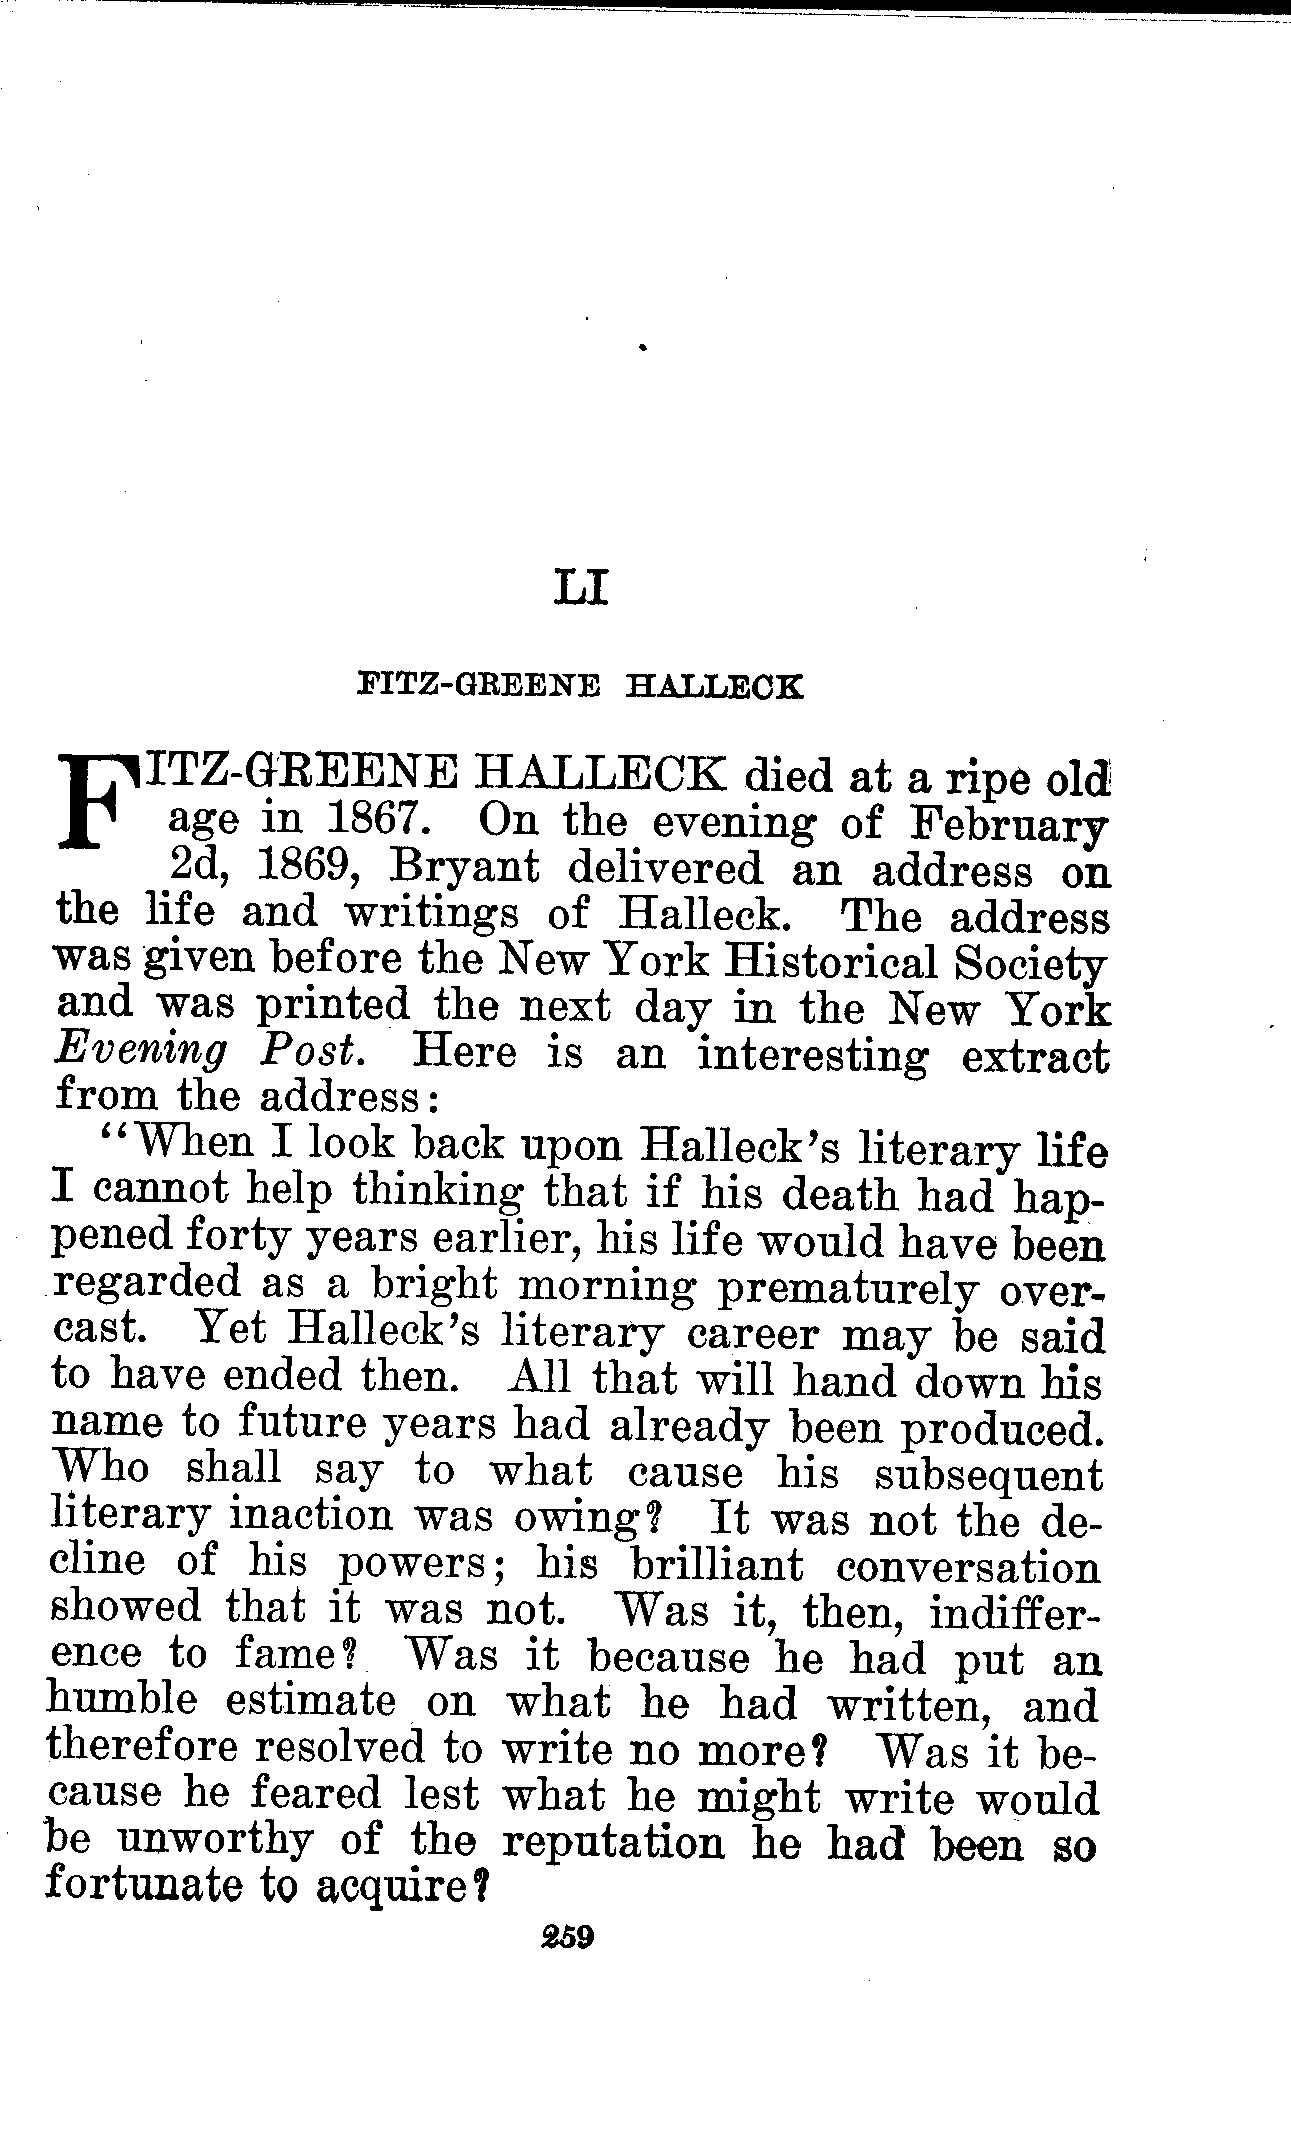 LI
FITZ-GREENE HALLECK
FITZ-GREENE HALLECK died at a ripe old
age in 1867. On the evening of February
2d, 1869, Bryant delivered an address on
the life and writings of Halleck. The address
was given before the New York Historical Society
and was printed the next day in the New York
Evening Post. Here is an interesting extract
from the address:
“When I look back upon Halleck’s literary life
I cannot help thinking that if his death had hap-
pened forty years earlier, his life would have been
regarded as a bright morning prematurely over-
cast. Yet Halleck’s literary career may be said
to have ended then. All that will hand down his
name to future years had already been produced.
Who shall say to what cause his subsequent
literary inaction was owing? It was not the de-
cline of his powers; his brilliant conversation
showed that it was not. Was it, then, indiffer-
ence to fame? Was it because he had put an
humble estimate on what he had written, and
therefore resolved to write no more? Was it be-
cause he feared lest what he might write would
be unworthy of the reputation he had been so
fortunate to acquire?
259